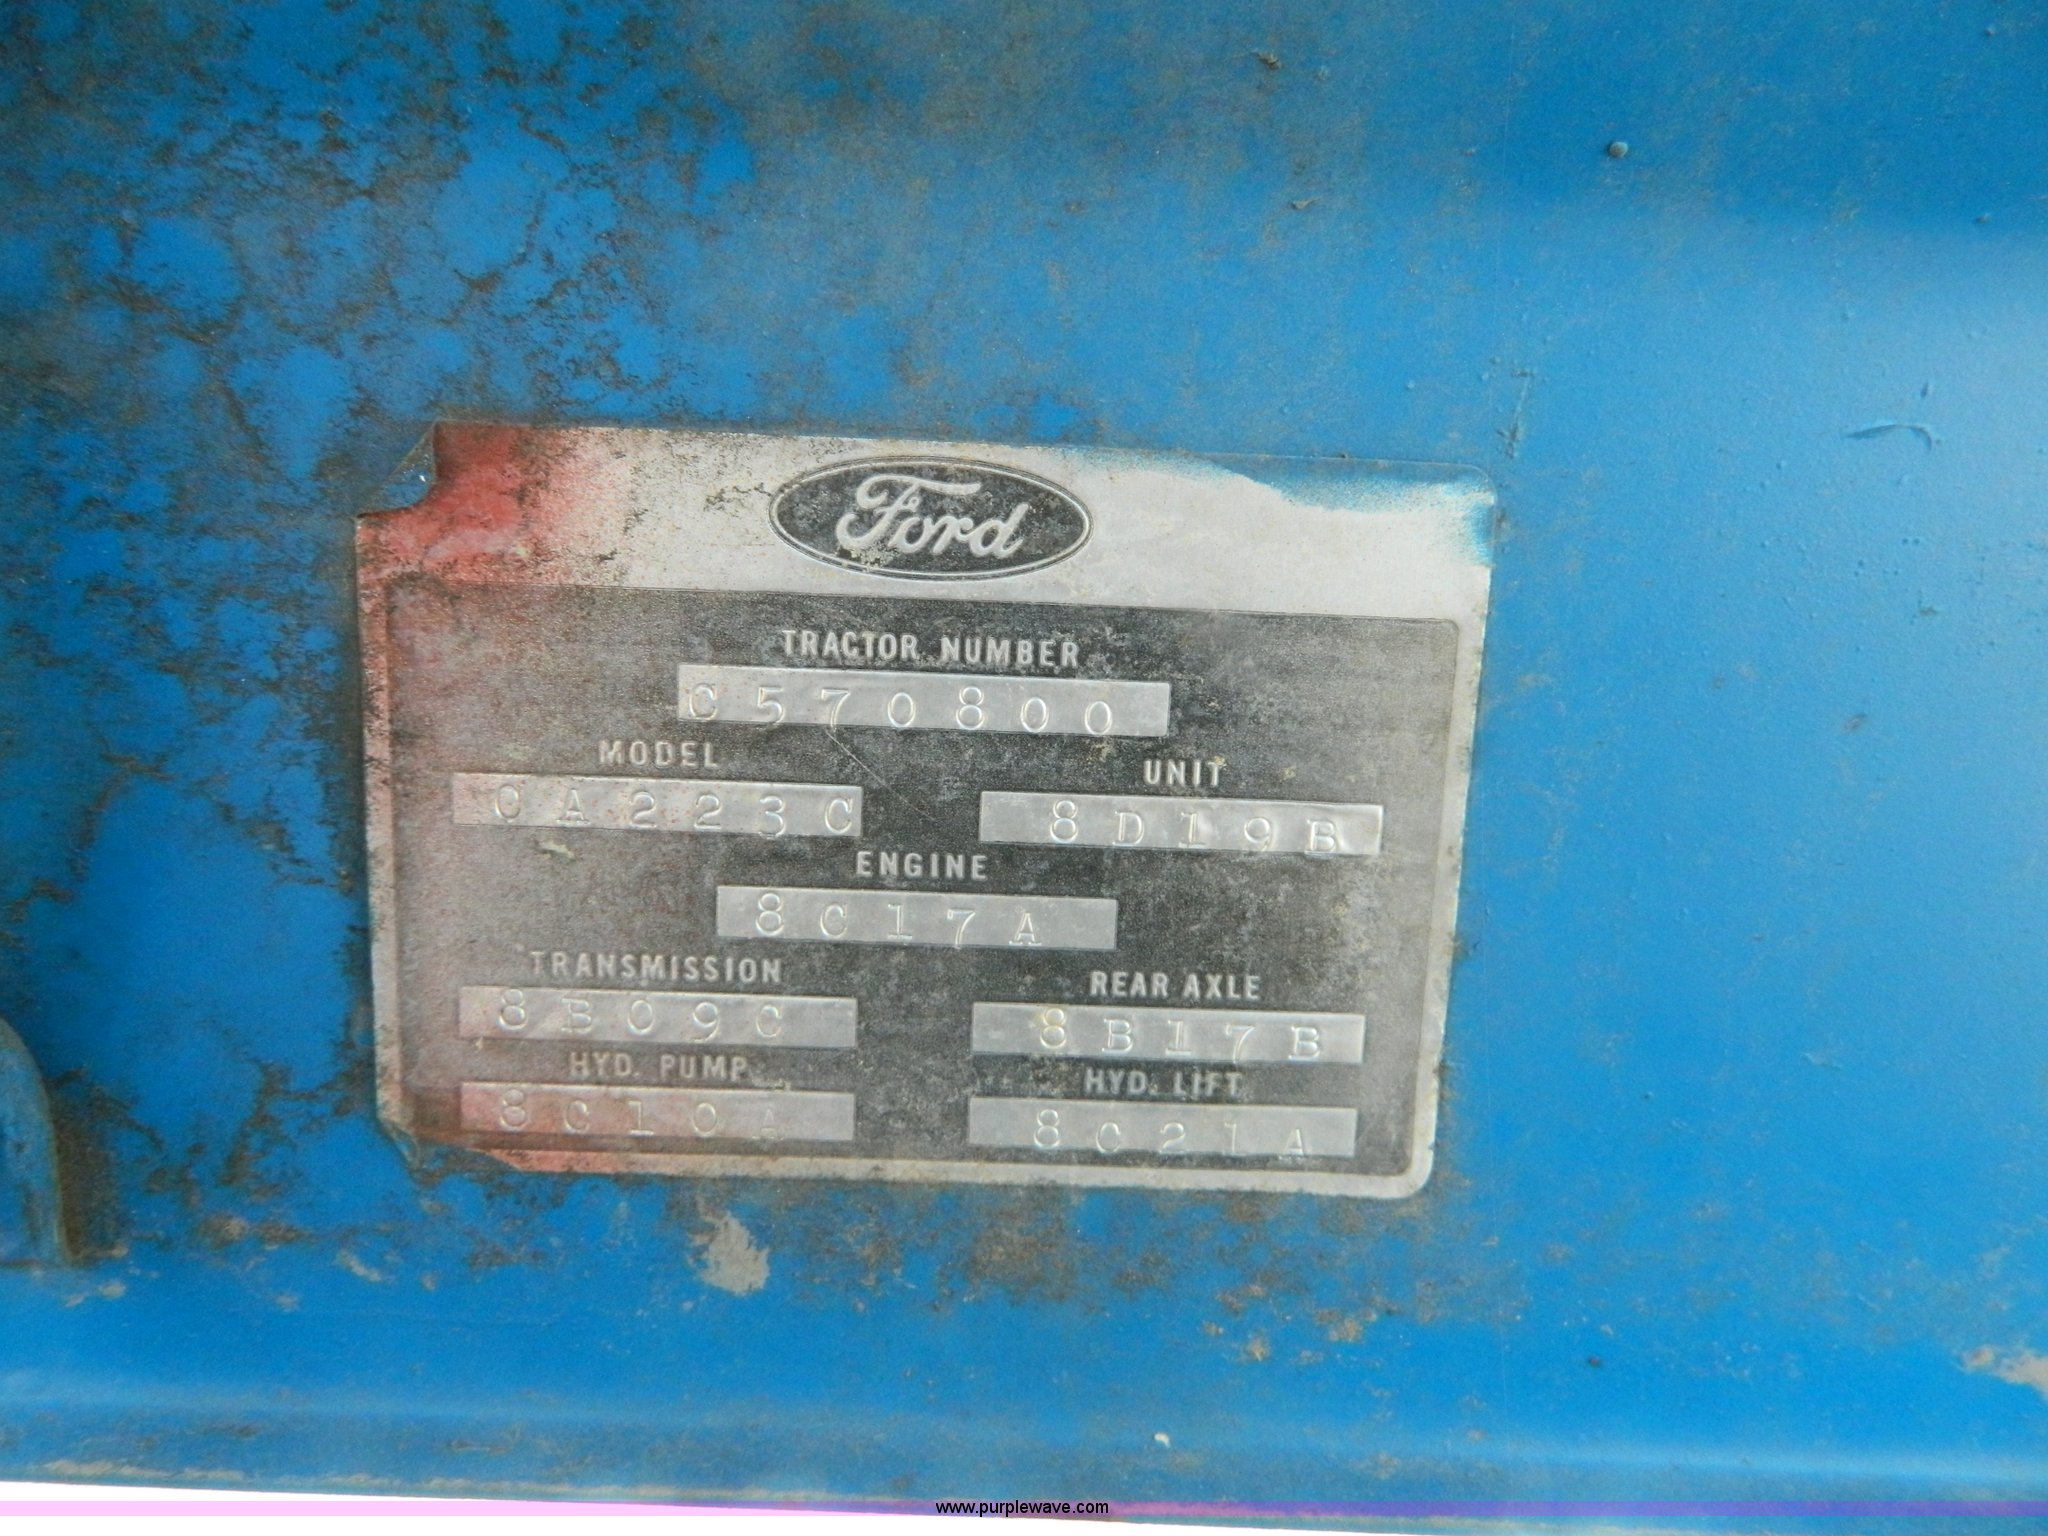 Ford
TRACTOR NUMBER
C570800
MODEL UNIT
0A223C 8D19B
ENGINE
8C17A
TRANSMISSION REAR AXLE
8B09C 8B17B
HYD. PUMP HYD. LIFT
8C10A 8C21A
www.purplewave.com